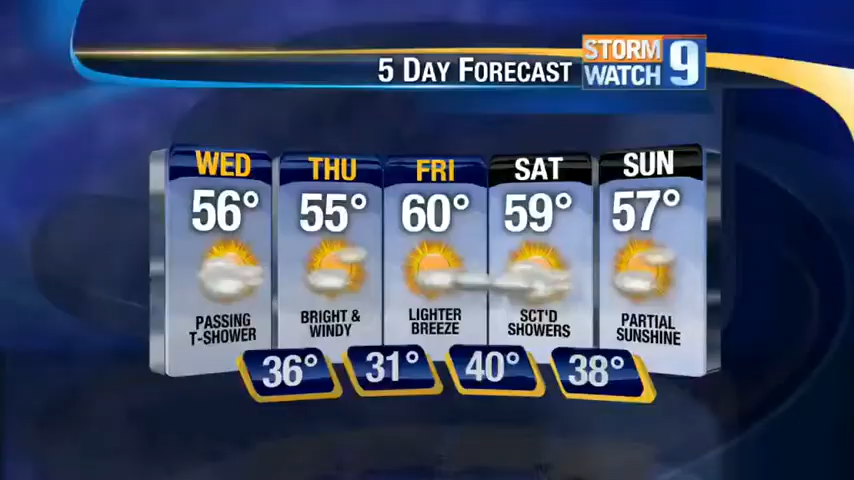 5 DAY FORECAST
STORM
WATCH 9
WED
56°
PASSING
T-SHOWER
THU
55°
BRIGHT &
WINDY
FRI
60°
LIGHTER
BREEZE
SAT
59°
SCT'D
SHOWERS
SUN
57°
PARTIAL
SUNSHINE
36° 31° 40° 38°